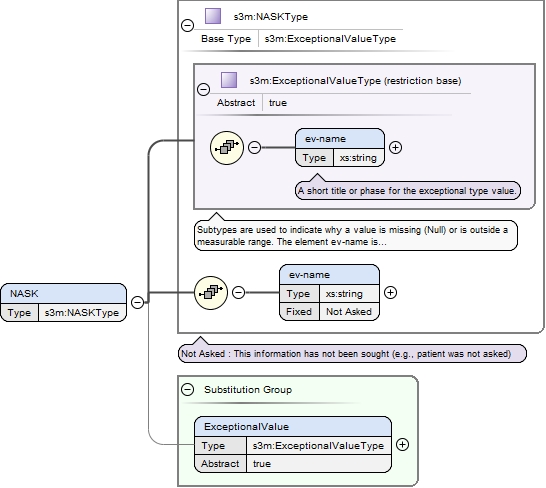 s3m:NASKType
Base Type s3m:ExceptionalValueType
s3m:ExceptionalValueType (restriction base)
Abstract true
ev-name
Type xs:string
A short title or phase for the exceptional type value.
Subtypes are used to indicate why a value is missing (Null) or is outside a
measurable range. The element ev-name is...
ev-name
Type xs:string
Fixed Not Asked
NASK
Type s3m:NASKType
Not Asked : This information has not been sought (e.g., patient was not asked)
Substitution Group
ExceptionalValue
Type s3m:ExceptionalValueType
Abstract true